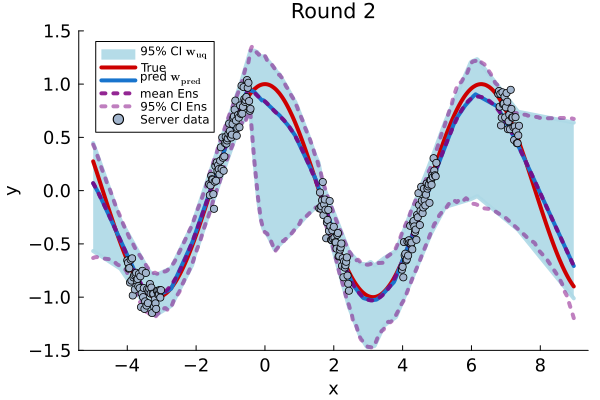 Round 2
1.5
1.0
0.5
0.0
−0.5
−1.0
−1.5
y
95% CI w_uq
True
pred w_pred
mean Ens
95% CI Ens
Server data
−4
−2
0
2
4
6
8
x